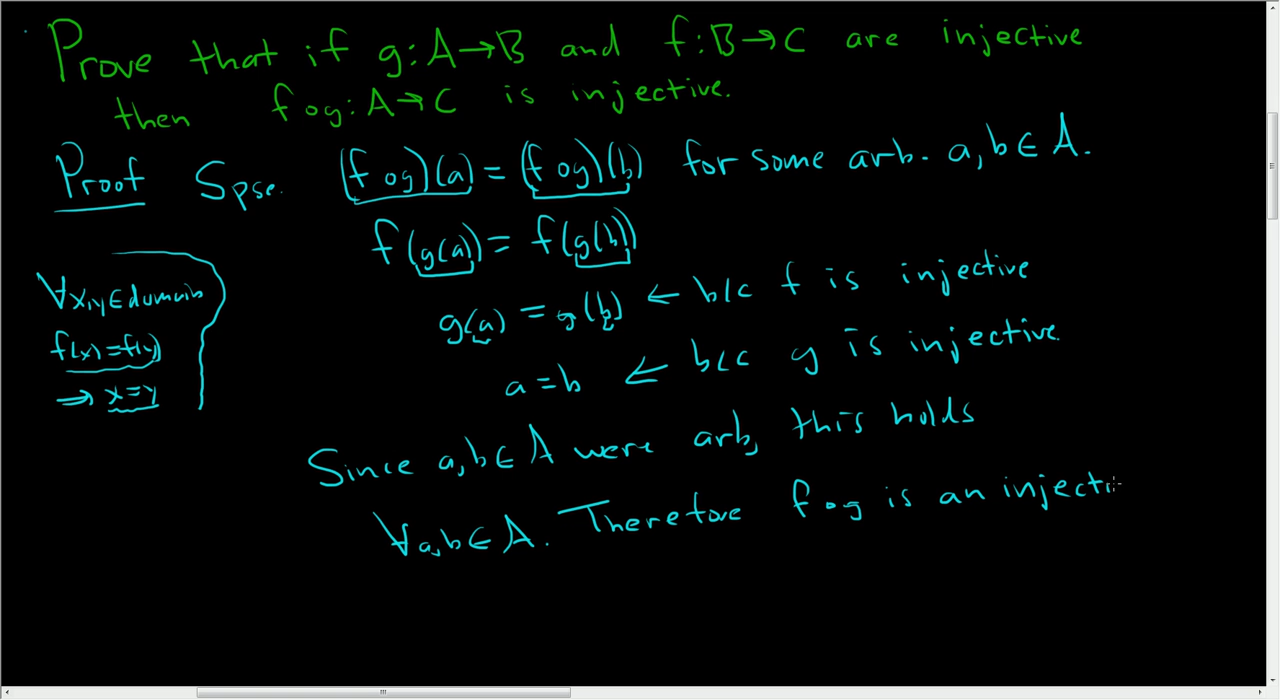 Prove that if g: A→B and f: B→C are injective
then f∘g: A→C is injective.
Proof Spse. (f∘g)(a) = (f∘g)(b) for some arb. a,b ∈ A.
f(g(a)) = f(g(b))
∀x,y ∈ domain
f(x)=f(y)
→ x=y
g(a) = g(b) ← b/c f is injective
a = b ← b/c g is injective
Since a,b ∈ A were arb, this holds
∀a,b ∈ A. Therefore f∘g is an injecti